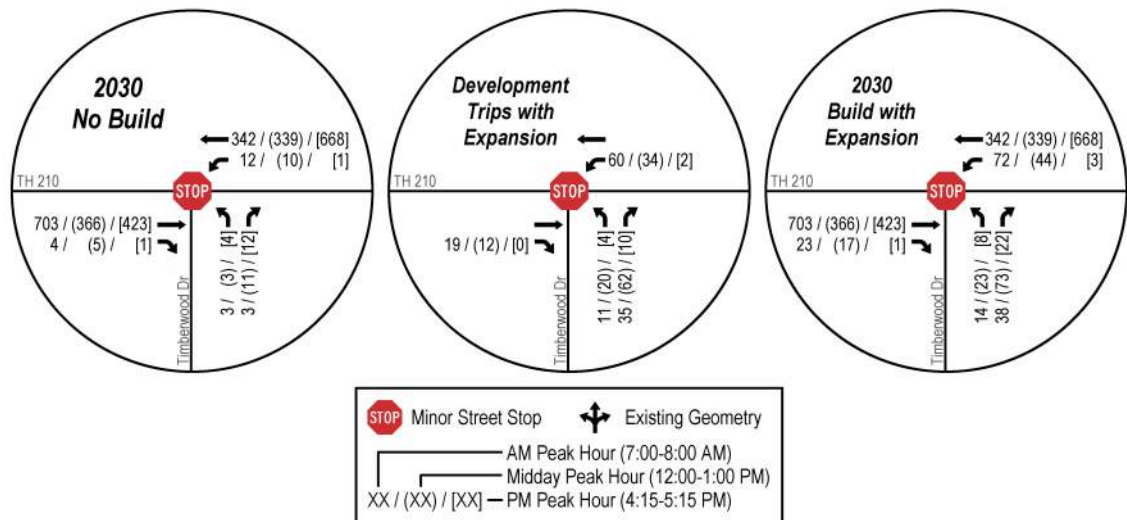 2030
No Build
342 / (339) / [668]
12 / (10) / [1]
TH 210
STOP
703 / (366) / [423]
4 / (5) / [1]
3 / (3) / [4]
3 / (11) / [12]
Timberwood Dr
Development
Trips with
Expansion
60 / (34) / [2]
STOP
19 / (12) / [0]
11 / (20) / [4]
35 / (62) / [10]
2030
Build with
Expansion
342 / (339) / [668]
72 / (44) / [3]
TH 210
STOP
703 / (366) / [423]
23 / (17) / [1]
14 / (23) / [8]
38 / (73) / [22]
Timberwood Dr
STOP Minor Street Stop
Existing Geometry
AM Peak Hour (7:00-8:00 AM)
Midday Peak Hour (12:00-1:00 PM)
XX / (XX) / [XX] PM Peak Hour (4:15-5:15 PM)